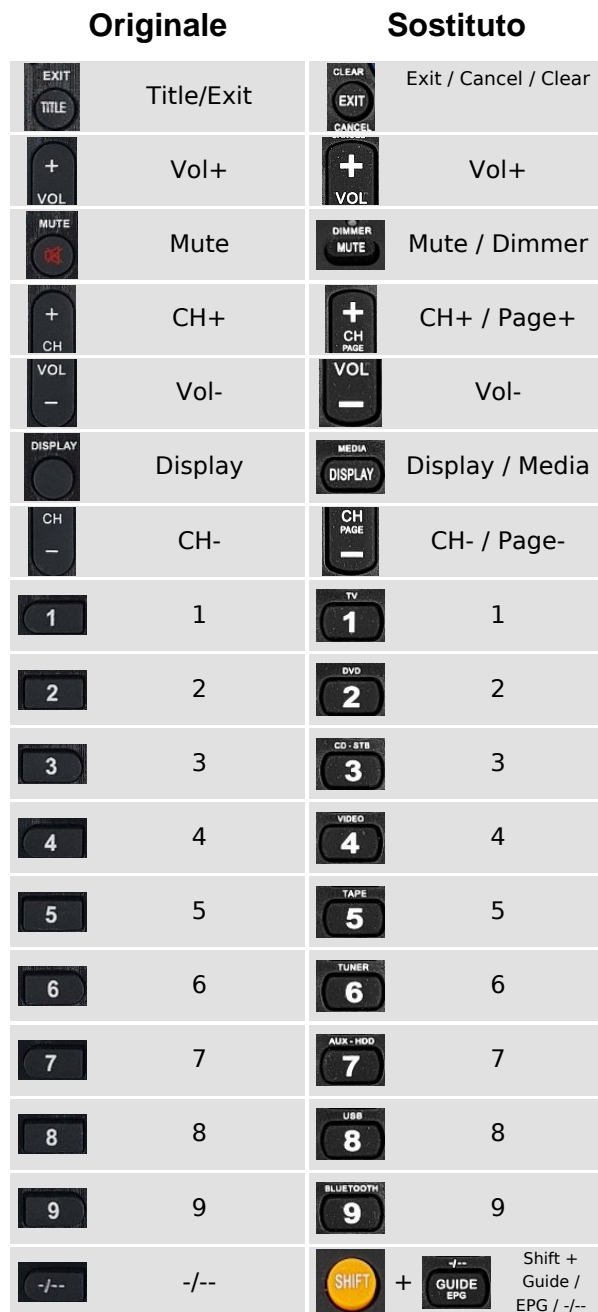 Originale Sostituto
EXIT
TITLE
Title/Exit
CLEAR
EXIT
CANCEL
Exit / Cancel / Clear
+
VOL
Vol+
+
VOL
Vol+
MUTE
Mute
DIMMER
MUTE
Mute / Dimmer
+
CH
CH+
+
CH
PAGE
CH+ / Page+
VOL
–
Vol-
VOL
–
Vol-
DISPLAY
Display
MEDIA
DISPLAY
Display / Media
CH
–
CH-
CH
PAGE
–
CH- / Page-
1
1
TV
1
1
2
2
DVD
2
2
3
3
CD - STB
3
3
4
4
VIDEO
4
4
5
5
TAPE
5
5
6
6
TUNER
6
6
7
7
AUX - HDD
7
7
8
8
USB
8
8
9
9
BLUETOOTH
9
9
-/--
-/--
SHIFT
+
-/--
GUIDE
EPG
Shift +
Guide /
EPG / -/--